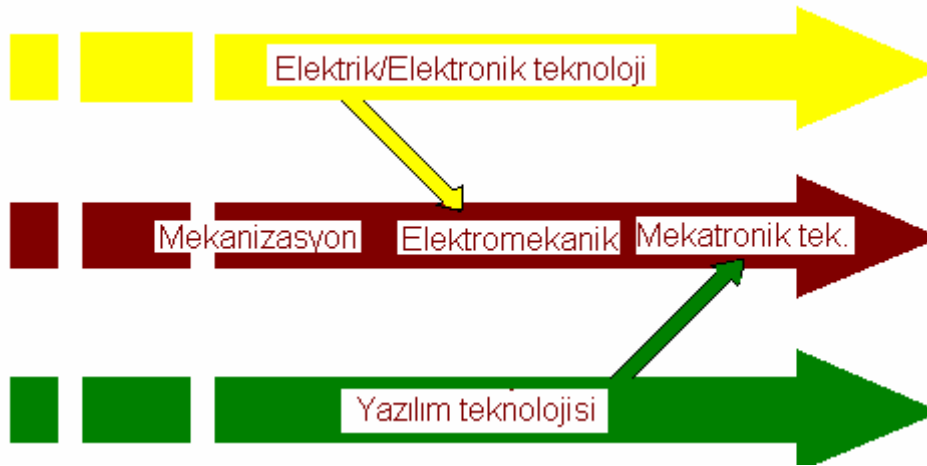 Elektrik/Elektronik teknoloji
Mekanizasyon Elektromekanik Mekatronik tek.
Yazılım teknolojisi